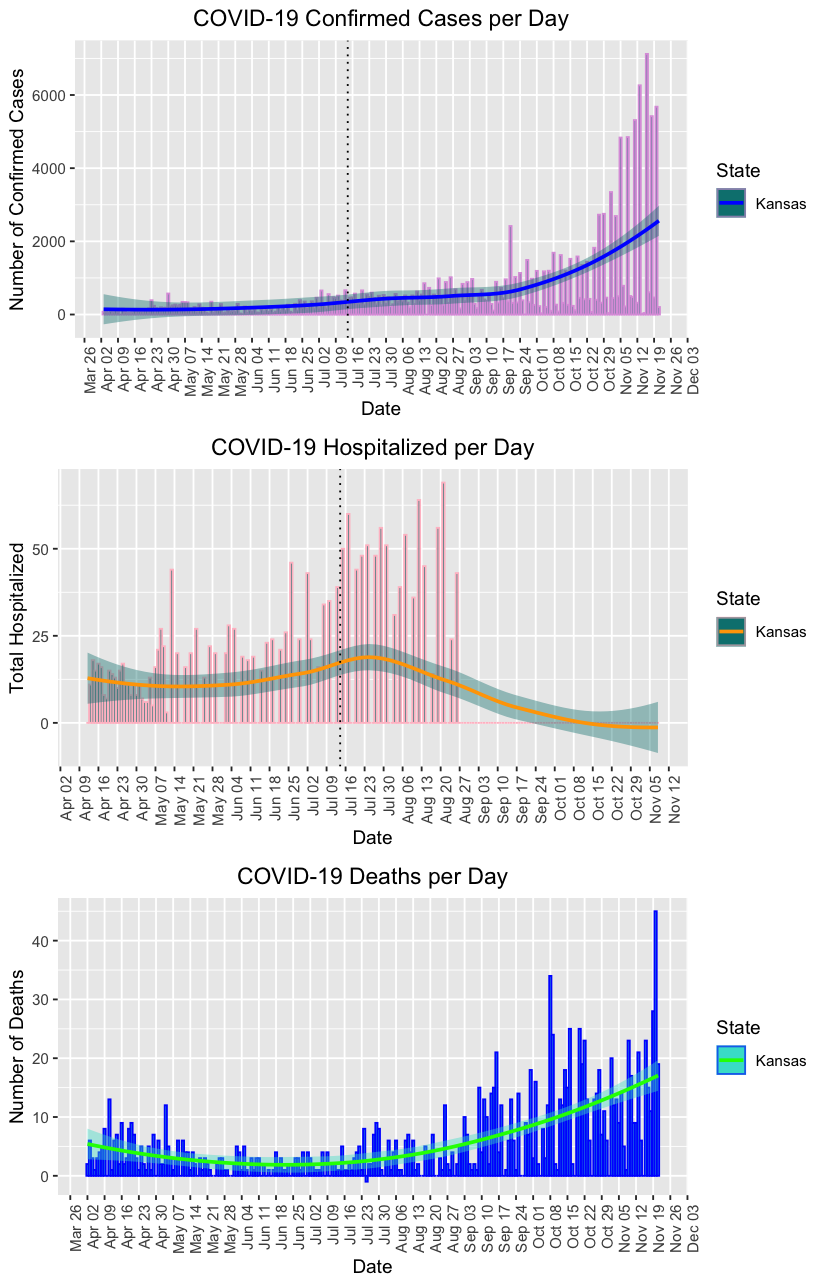 COVID-19 Confirmed Cases per Day
Number of Confirmed Cases
6000
4000
2000
0
Mar 26
Apr 02
Apr 09
Apr 16
Apr 23
Apr 30
May 07
May 14
May 21
May 28
Jun 04
Jun 11
Jun 18
Jun 25
Jul 02
Jul 09
Jul 16
Jul 23
Jul 30
Aug 06
Aug 13
Aug 20
Aug 27
Sep 03
Sep 10
Sep 17
Sep 24
Oct 01
Oct 08
Oct 15
Oct 22
Oct 29
Nov 05
Nov 12
Nov 19
Nov 26
Dec 03
Date
State
Kansas
COVID-19 Hospitalized per Day
Total Hospitalized
50
25
0
Apr 02
Apr 09
Apr 16
Apr 23
Apr 30
May 07
May 14
May 21
May 28
Jun 04
Jun 11
Jun 18
Jun 25
Jul 02
Jul 09
Jul 16
Jul 23
Jul 30
Aug 06
Aug 13
Aug 20
Aug 27
Sep 03
Sep 10
Sep 17
Sep 24
Oct 01
Oct 08
Oct 15
Oct 22
Oct 29
Nov 05
Nov 12
Date
State
Kansas
COVID-19 Deaths per Day
Number of Deaths
40
30
20
10
0
Mar 26
Apr 02
Apr 09
Apr 16
Apr 23
Apr 30
May 07
May 14
May 21
May 28
Jun 04
Jun 11
Jun 18
Jun 25
Jul 02
Jul 09
Jul 16
Jul 23
Jul 30
Aug 06
Aug 13
Aug 20
Aug 27
Sep 03
Sep 10
Sep 17
Sep 24
Oct 01
Oct 08
Oct 15
Oct 22
Oct 29
Nov 05
Nov 12
Nov 19
Nov 26
Dec 03
Date
State
Kansas